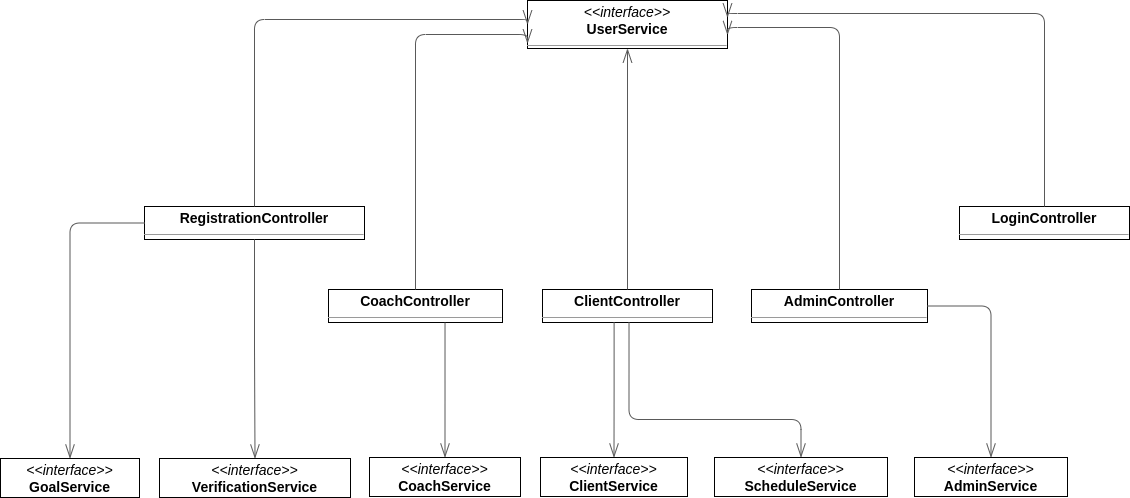 <<interface>>
UserService
RegistrationController
LoginController
CoachController
ClientController
AdminController
<<interface>>
GoalService
<<interface>>
VerificationService
<<interface>>
CoachService
<<interface>>
ClientService
<<interface>>
ScheduleService
<<interface>>
AdminService